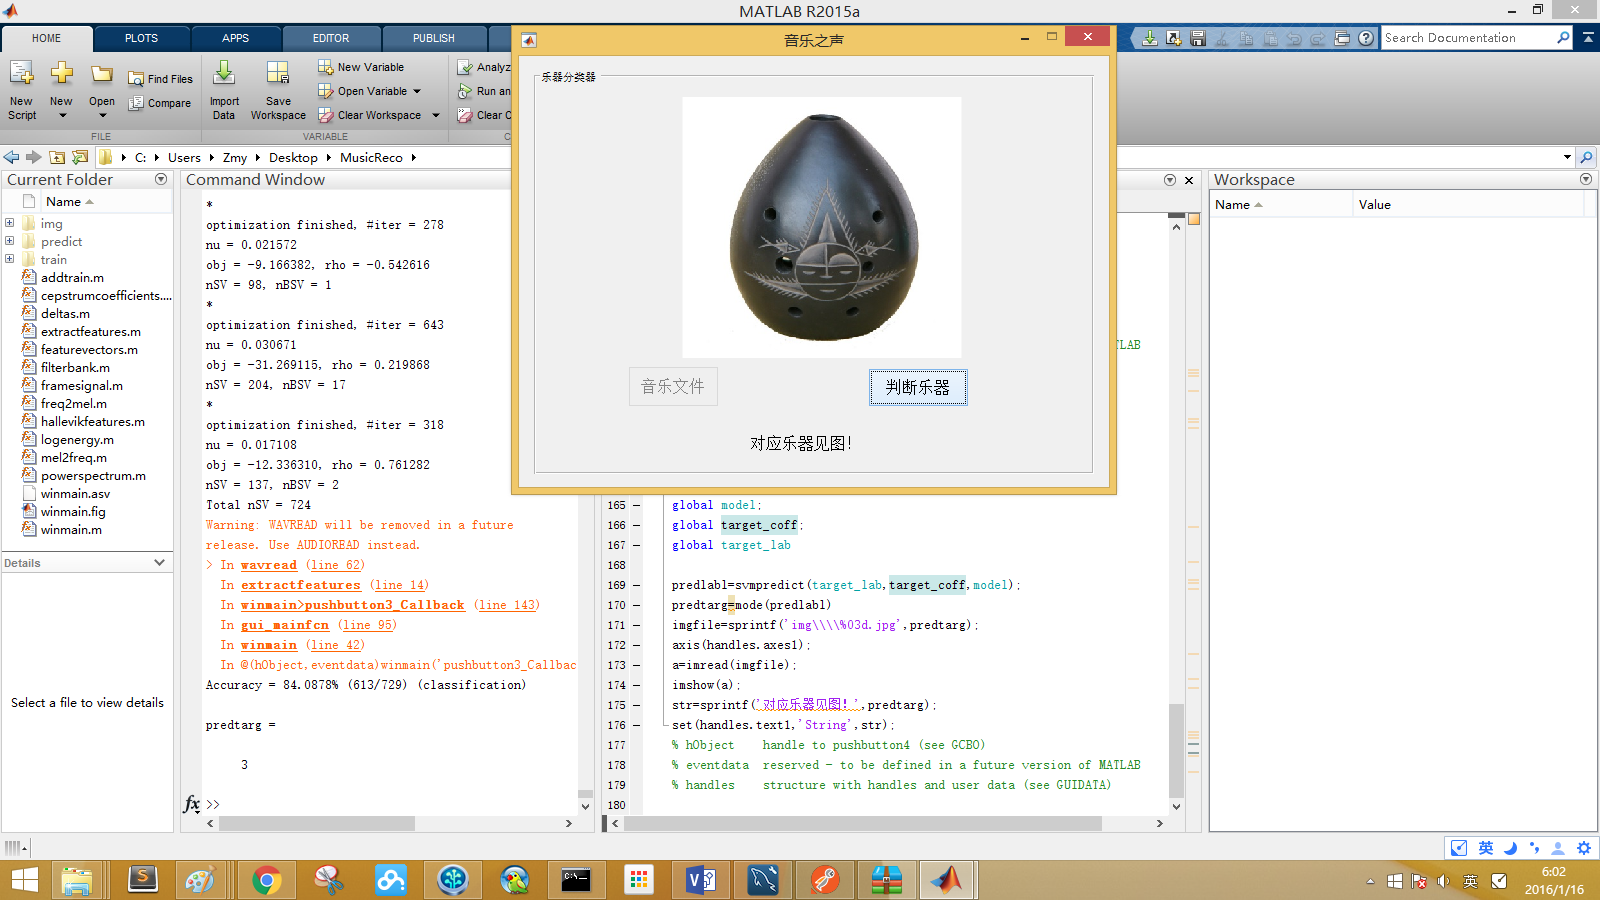 MATLAB R2015a
HOME
PLOTS
APPS
EDITOR
PUBLISH
Search Documentation
New Script
New
Open
Find Files
Compare
Import Data
Save Workspace
New Variable
Open Variable
Clear Workspace
Analyz
Run an
Clear C
FILE
VARIABLE
C: Users Zmy Desktop MusicReco
Current Folder
Name
img
predict
train
addtrain.m
cepstrumcoefficients....
deltas.m
extractfeatures.m
featurevectors.m
filterbank.m
framesignal.m
freq2mel.m
hallevikfeatures.m
logenergy.m
mel2freq.m
powerspectrum.m
winmain.asv
winmain.fig
winmain.m
Details
Select a file to view details
Command Window
*
optimization finished, #iter = 278
nu = 0.021572
obj = -9.166382, rho = -0.542616
nSV = 98, nBSV = 1
*
optimization finished, #iter = 643
nu = 0.030671
obj = -31.269115, rho = 0.219868
nSV = 204, nBSV = 17
*
optimization finished, #iter = 318
nu = 0.017108
obj = -12.336310, rho = 0.761282
nSV = 137, nBSV = 2
Total nSV = 724
Warning: WAVREAD will be removed in a future
release. Use AUDIOREAD instead.
> In wavread (line 62)
In extractfeatures (line 14)
In winmain>pushbutton3_Callback (line 143)
In gui_mainfcn (line 95)
In winmain (line 42)
In @(hObject,eventdata)winmain('pushbutton3_Callbac
Accuracy = 84.0878% (613/729) (classification)
predtarg =
3
fx >>
音乐之声
乐器分类器
音乐文件
判断乐器
对应乐器见图!
TLAB
165 global model;
166 global target_coff;
167 global target_lab
168
169 predlabl=svmpredict(target_lab,target_coff,model);
170 predtarg=mode(predlabl)
171 imgfile=sprintf('img\\\\%03d.jpg',predtarg);
172 axis(handles.axes1);
173 a=imread(imgfile);
174 imshow(a);
175 str=sprintf('对应乐器见图! ',predtarg);
176 set(handles.text1,'String',str);
177 % hObject handle to pushbutton4 (see GCBO)
178 % eventdata reserved - to be defined in a future version of MATLAB
179 % handles structure with handles and user data (see GUIDATA)
180
Workspace
Name Value
英
英
6:02
2016/1/16